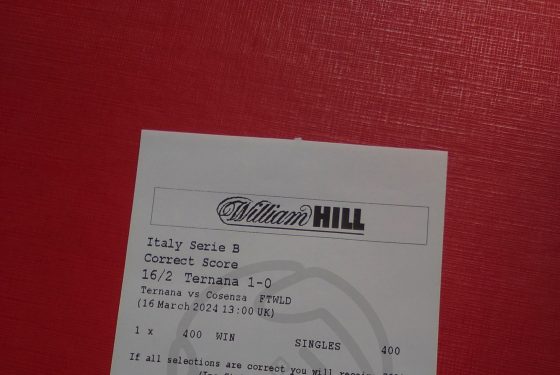 William HILL
Italy Serie B
Correct Score
16/2 Ternana 1-0
Ternana vs Cosenza FTWLD
(16 March 2024 13:00 UK)
1 x 400 WIN SINGLES 400
If all selections are correct you will receive